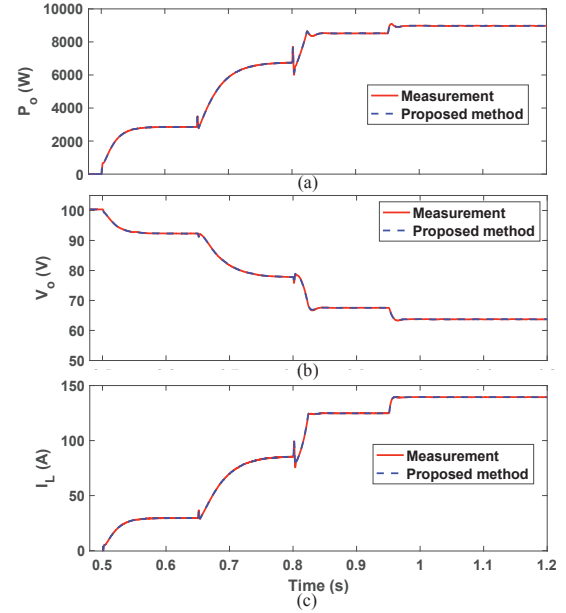 10000
8000
6000
4000
2000
0
P_o (W)
Measurement
Proposed method
(a)
100
90
80
70
60
50
V_o (V)
Measurement
Proposed method
(b)
150
100
50
0
I_L (A)
Measurement
Proposed method
0.5 0.6 0.7 0.8 0.9 1 1.1 1.2
Time (s)
(c)